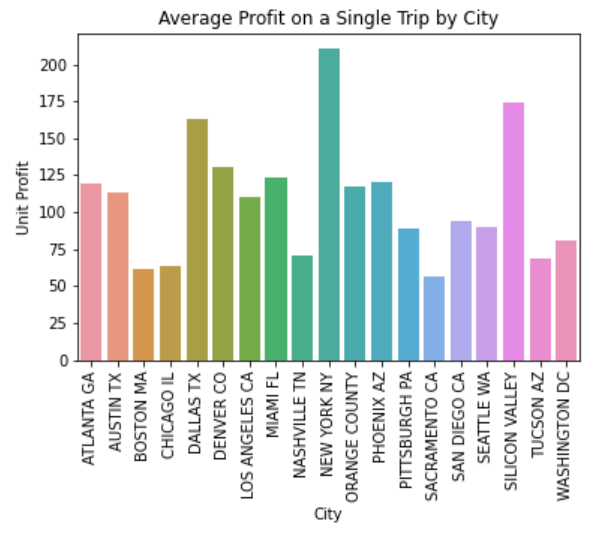 Average Profit on a Single Trip by City
Unit Profit
200
175
150
125
100
75
50
25
0
ATLANTA GA
AUSTIN TX
BOSTON MA
CHICAGO IL
DALLAS TX
DENVER CO
LOS ANGELES CA
MIAMI FL
NASHVILLE TN
NEW YORK NY
ORANGE COUNTY
PHOENIX AZ
PITTSBURGH PA
SACRAMENTO CA
SAN DIEGO CA
SEATTLE WA
SILICON VALLEY
TUCSON AZ
WASHINGTON DC
City